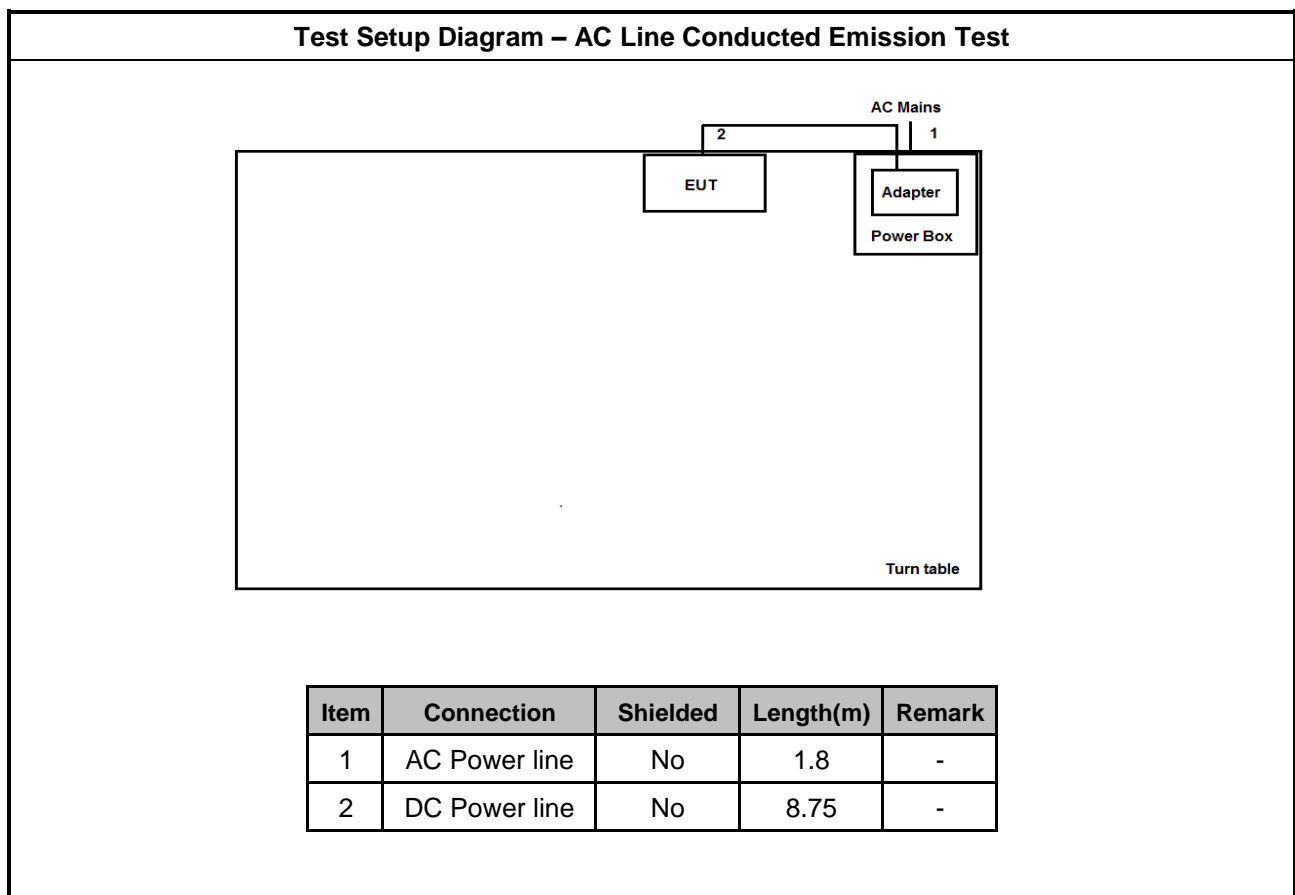 Test Setup Diagram – AC Line Conducted Emission Test
AC Mains
2
1
EUT
Adapter
Power Box
Turn table
Item Connection Shielded Length(m) Remark
1 AC Power line No 1.8 -
2 DC Power line No 8.75 -